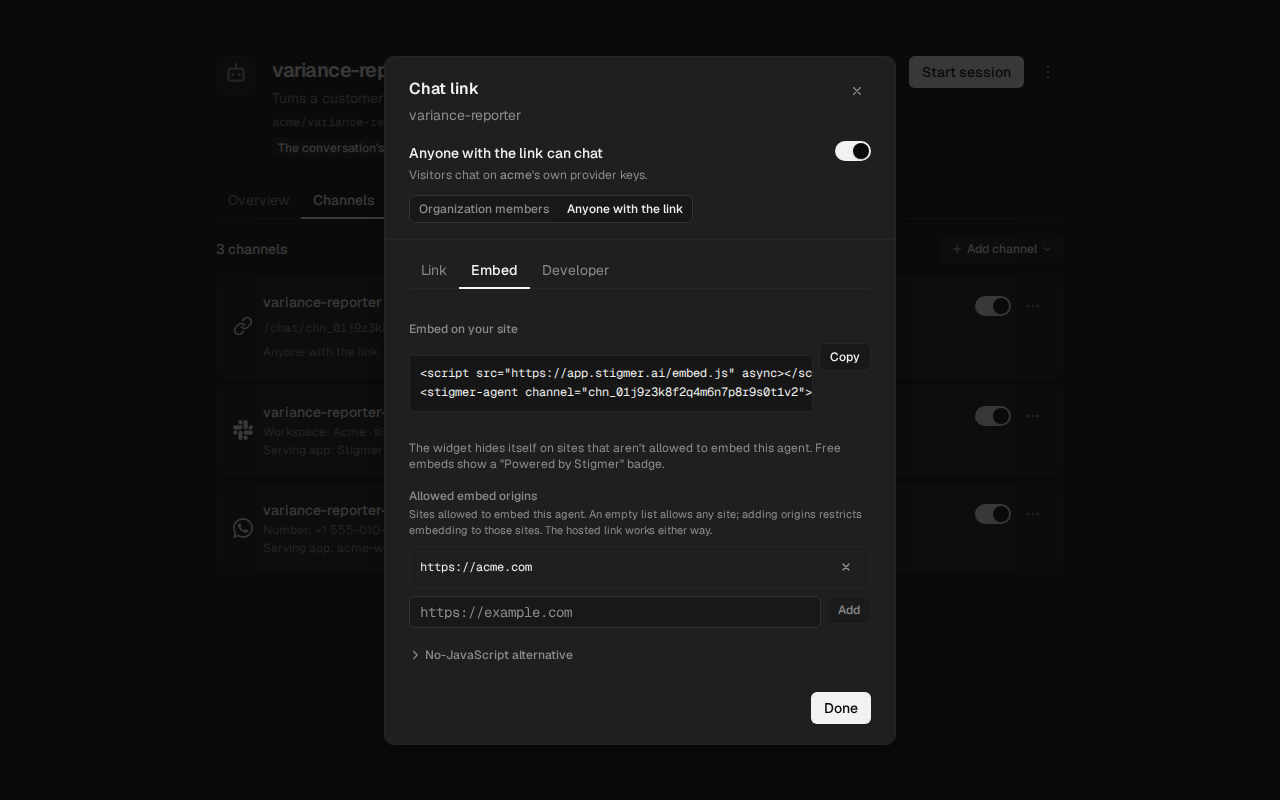 variance-rep
Start session
Turns a customer
acme/variance-re
The conversation's
Overview
Channels
3 channels
Add channel
variance-reporter
/chat/chn_01j9z3k
Anyone with the link
variance-reporter-
Workspace: Acme · si
Serving app: Stigmer
variance-reporter-
Number: +1 555-010-
Serving app: acme-w
Chat link
variance-reporter
Anyone with the link can chat
Visitors chat on acme's own provider keys.
Organization members
Anyone with the link
Link
Embed
Developer
Embed on your site
Copy
<script src="https://app.stigmer.ai/embed.js" async></sc
<stigmer-agent channel="chn_01j9z3k8f2q4m6n7p8r9s0t1v2">
The widget hides itself on sites that aren't allowed to embed this agent. Free
embeds show a "Powered by Stigmer" badge.
Allowed embed origins
Sites allowed to embed this agent. An empty list allows any site; adding origins restricts
embedding to those sites. The hosted link works either way.
https://acme.com
https://example.com
Add
No-JavaScript alternative
Done